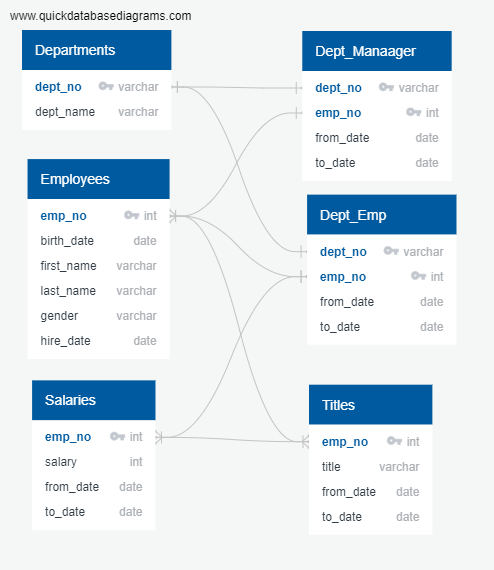 www.quickdatabasediagrams.com
Departments
dept_no varchar
dept_name varchar
Employees
emp_no int
birth_date date
first_name varchar
last_name varchar
gender varchar
hire_date date
Salaries
emp_no int
salary int
from_date date
to_date date
Dept_Manaager
dept_no varchar
emp_no int
from_date date
to_date date
Dept_Emp
dept_no varchar
emp_no int
from_date date
to_date date
Titles
emp_no int
title varchar
from_date date
to_date date